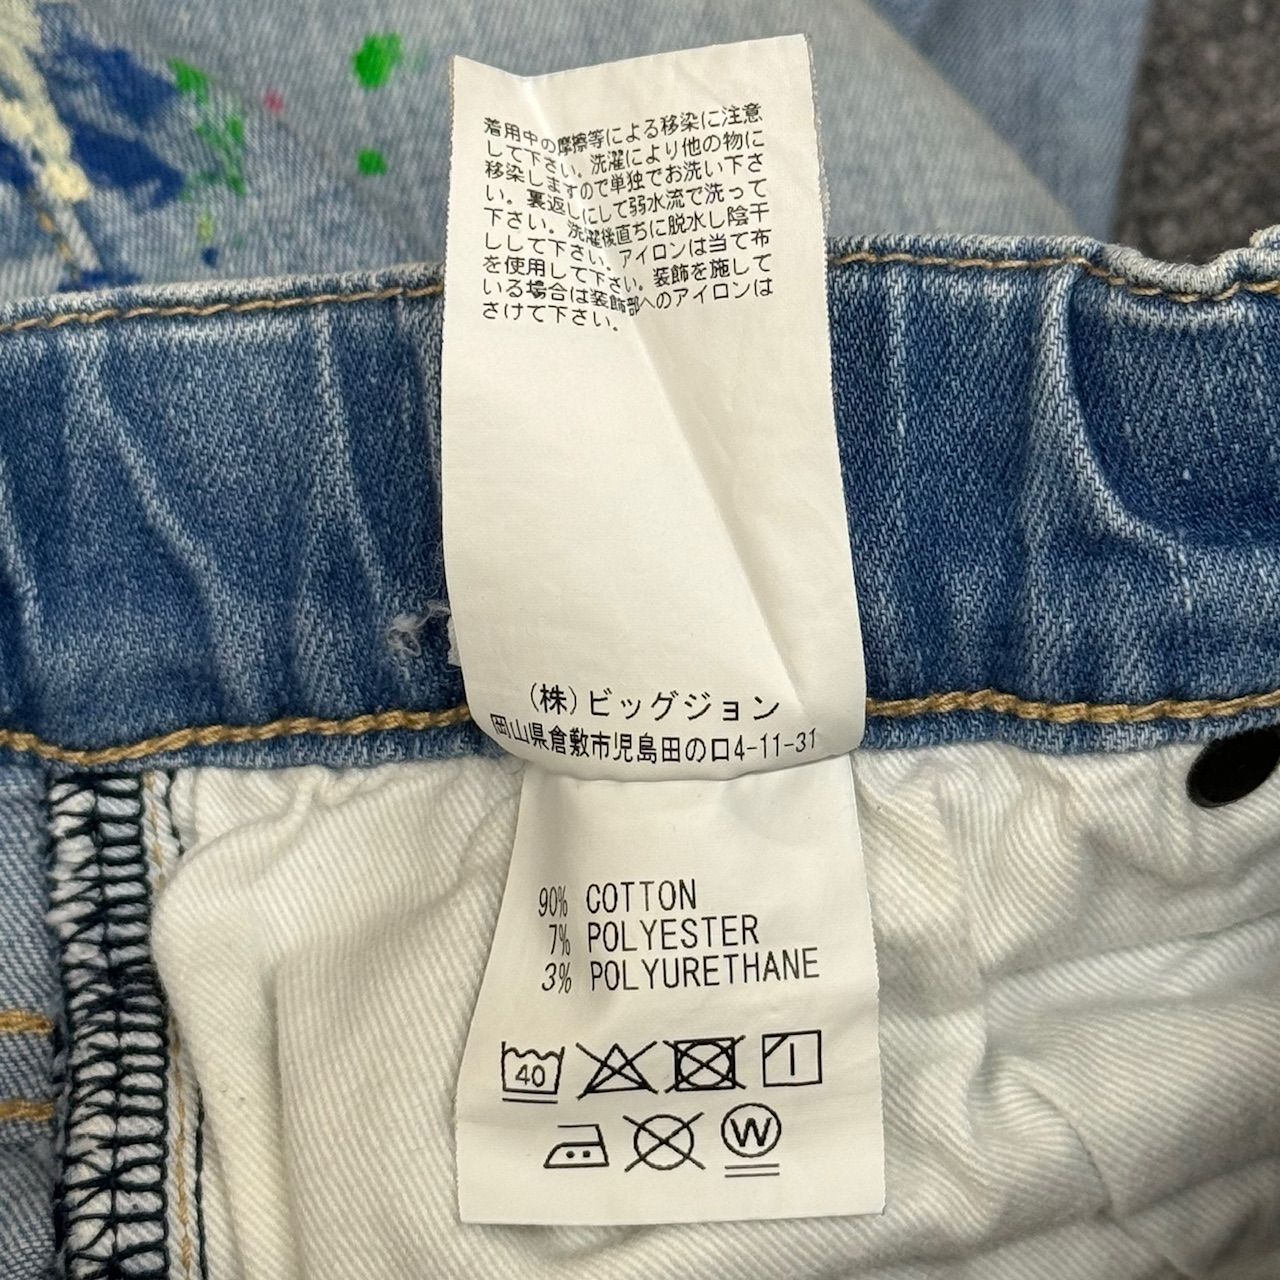 着用中の摩擦等による移染に注意
して下さい。洗濯により他の物に
移染しますので単独でお洗い下さ
い。裏返しにして弱水流で洗って
下さい。洗濯後直ちに脱水し陰干
しして下さい。アイロンは当て布
を使用して下さい。装飾を施して
いる場合は装飾部へのアイロンは
さけて下さい。
(株)ビッグジョン
岡山県倉敷市児島田の口4-11-31
90% COTTON
7% POLYESTER
3% POLYURETHANE
40
W